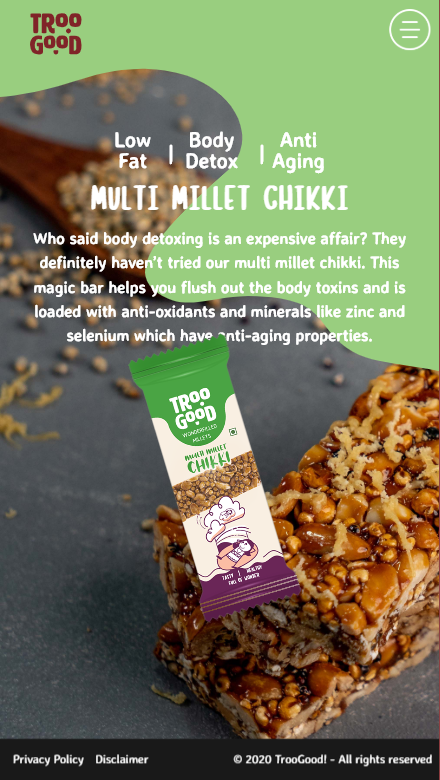 TROO
GOOD
Low | Body | Anti
Fat Detox Aging
MULTI MILLET CHIKKI
Who said body detoxing is an expensive affair? They
definitely haven't tried our multi millet chikki. This
magic bar helps you flush out the body toxins and is
loaded with anti-oxidants and minerals like zinc and
selenium which have anti-aging properties.
TROO
GOOD
WONDERFILLED
MILLETS
MULTI MILLET
CHIKKI
TASTY | HEALTHY
FULL OF WONDER
Privacy Policy Disclaimer © 2020 TrooGood! - All rights reserved